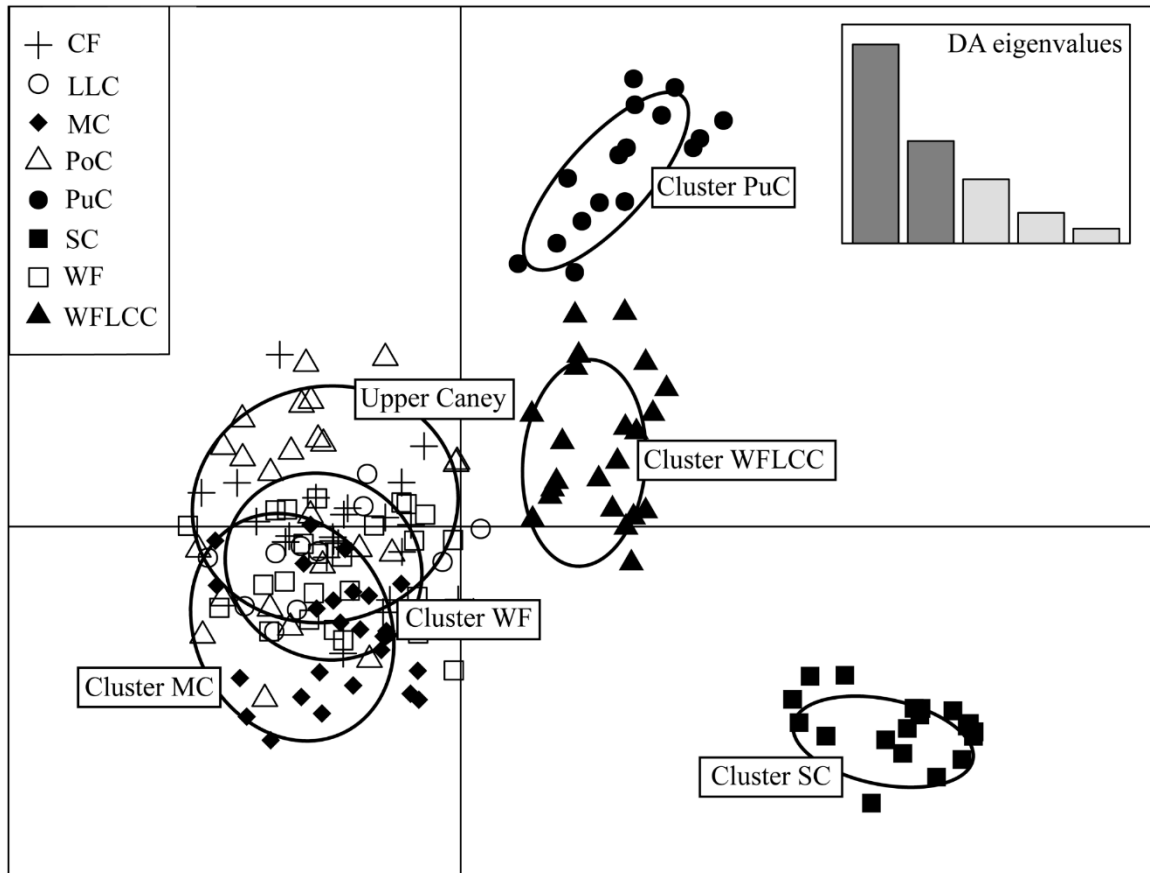 CF
LLC
MC
PoC
PuC
SC
WF
WFLCC
DA eigenvalues
Cluster PuC
Upper Caney
Cluster WFLCC
Cluster WF
Cluster MC
Cluster SC